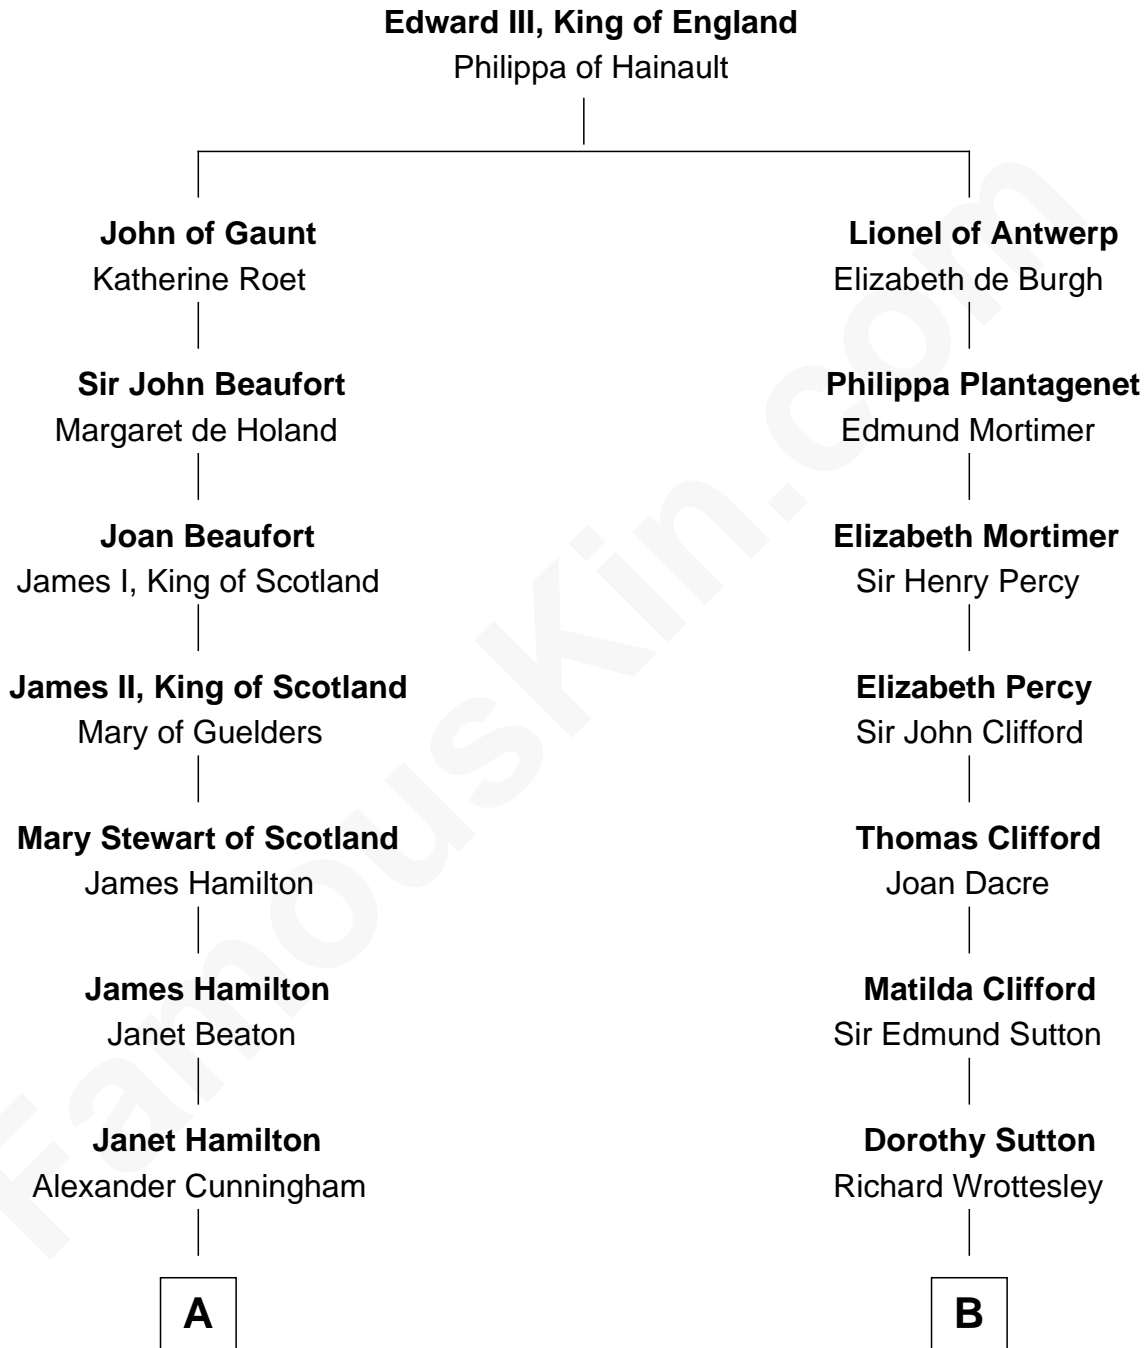 Edward III, King of England
Philippa of Hainault
John of Gaunt
Katherine Roet
Lionel of Antwerp
Elizabeth de Burgh
Sir John Beaufort
Margaret de Holand
Philippa Plantagenet
Edmund Mortimer
Joan Beaufort
James I, King of Scotland
Elizabeth Mortimer
Sir Henry Percy
James II, King of Scotland
Mary of Guelders
Elizabeth Percy
Sir John Clifford
Mary Stewart of Scotland
James Hamilton
Thomas Clifford
Joan Dacre
James Hamilton
Janet Beaton
Matilda Clifford
Sir Edmund Sutton
Janet Hamilton
Alexander Cunningham
Dorothy Sutton
Richard Wrottesley
A
B
FamousKin.com